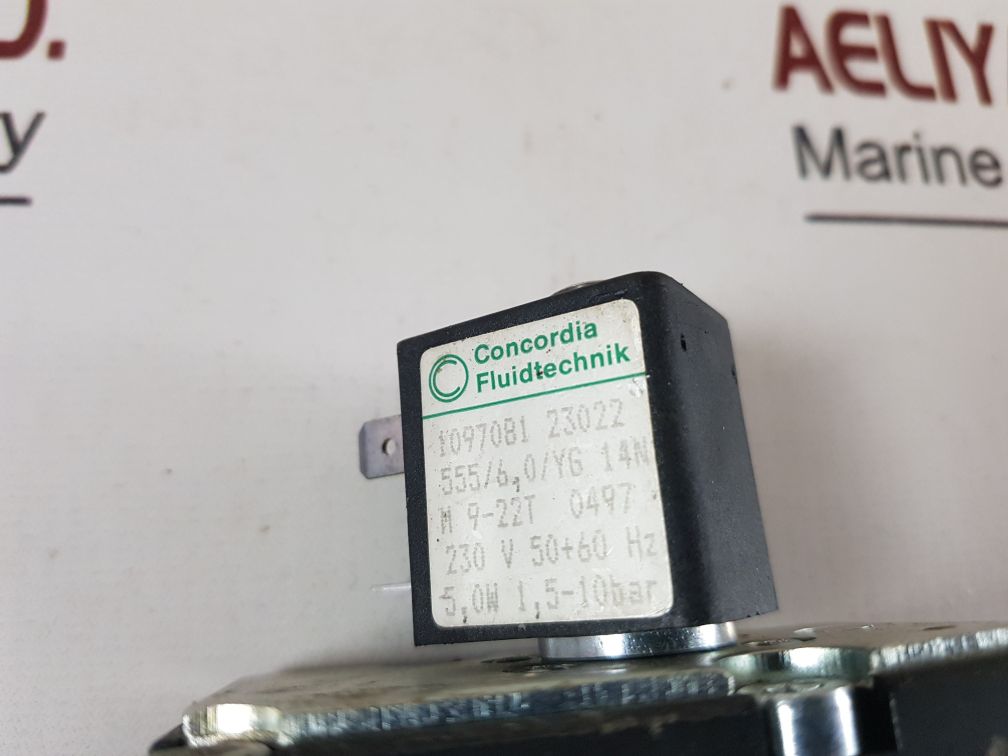 D.
y
AELIY
Marine
Concordia
Fluidtechnik
Y097081 23022
555/6,0/YG 14N
M 9-22T 0497
230 V 50+60 Hz
5,0W 1,5-10bar